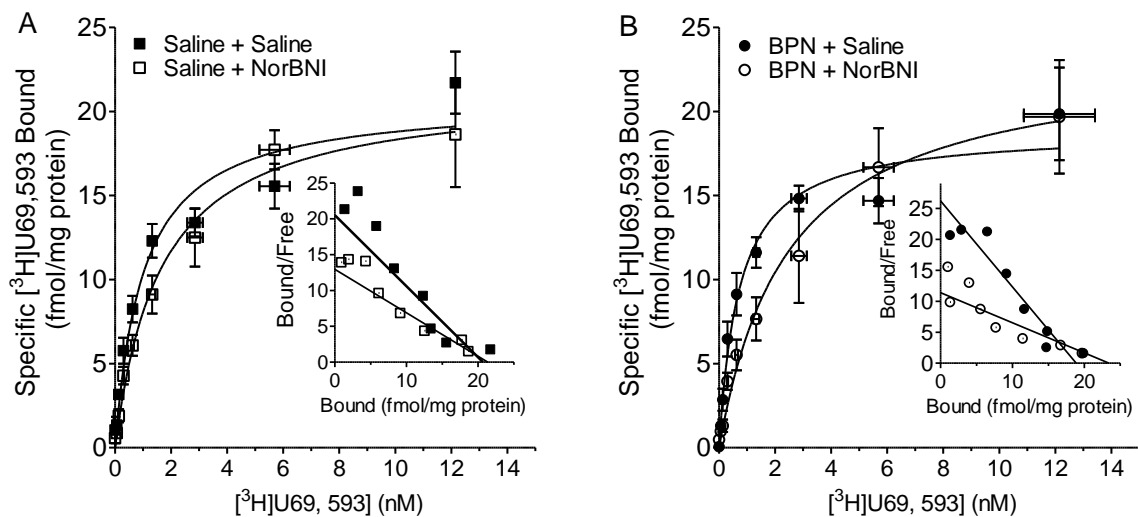 A
Saline + Saline
Saline + NorBNI
Specific [³H]U69,593 Bound
(fmol/mg protein)
25
20
15
10
5
0
0 2 4 6 8 10 12 14
[³H]U69, 593] (nM)
Bound/Free
25
20
15
10
5
0
0 10 20
Bound (fmol/mg protein)
B
BPN + Saline
BPN + NorBNI
Specific [³H]U69,593 Bound
(fmol/mg protein)
25
20
15
10
5
0
0 2 4 6 8 10 12 14
[³H]U69, 593] (nM)
Bound/Free
25
20
15
10
5
0
0 10 20
Bound (fmol/mg protein)